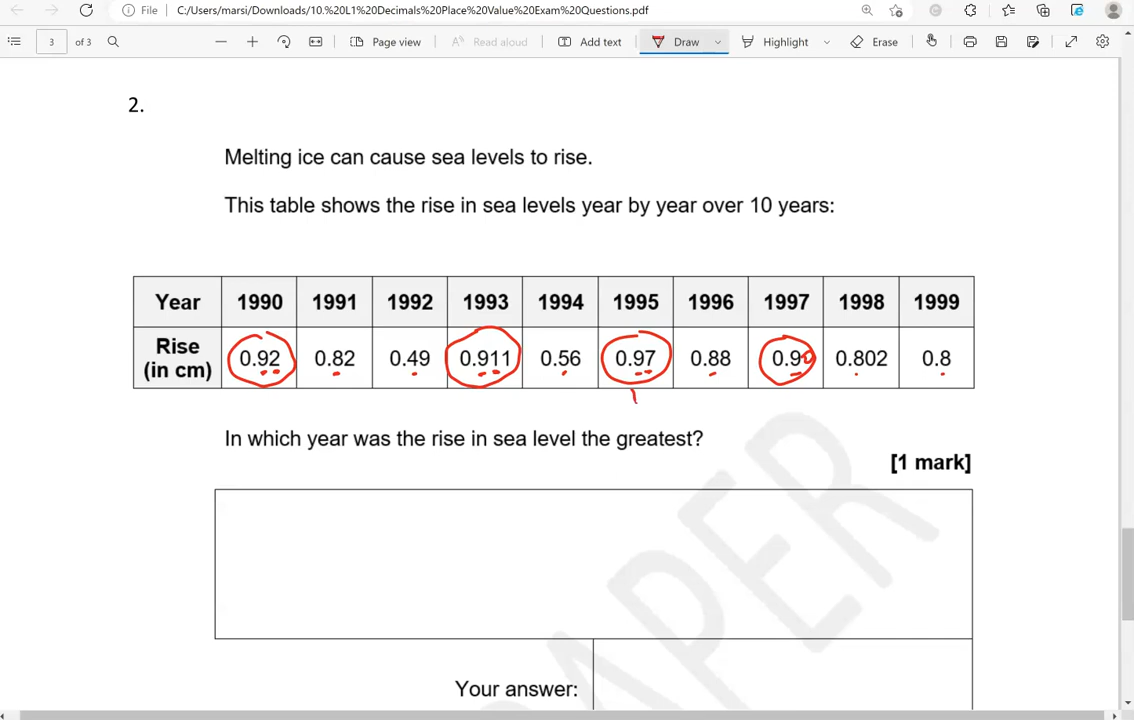 File C:/Users/marsi/Downloads/10.%20L1%20Decimals%20Place%20Value%20Exam%20Questions.pdf
3 of 3 Page view Read aloud Add text Draw Highlight Erase
2.
Melting ice can cause sea levels to rise.
This table shows the rise in sea levels year by year over 10 years:
Year 1990 1991 1992 1993 1994 1995 1996 1997 1998 1999
Rise (in cm) 0.92 0.82 0.49 0.911 0.56 0.97 0.88 0.90 0.802 0.8
In which year was the rise in sea level the greatest?
[1 mark]
Your answer:
PAPER